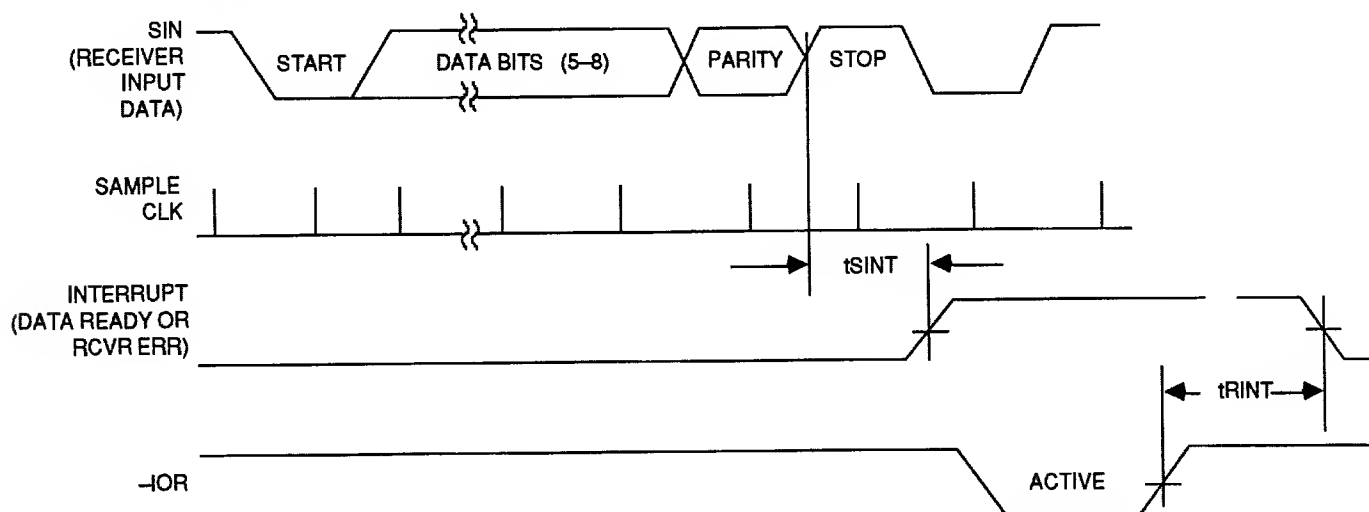 SIN
(RECEIVER
INPUT
DATA)
START
DATA BITS (5–8)
PARITY
STOP
SAMPLE
CLK
tSINT
INTERRUPT
(DATA READY OR
RCVR ERR)
tRINT
–IOR
ACTIVE